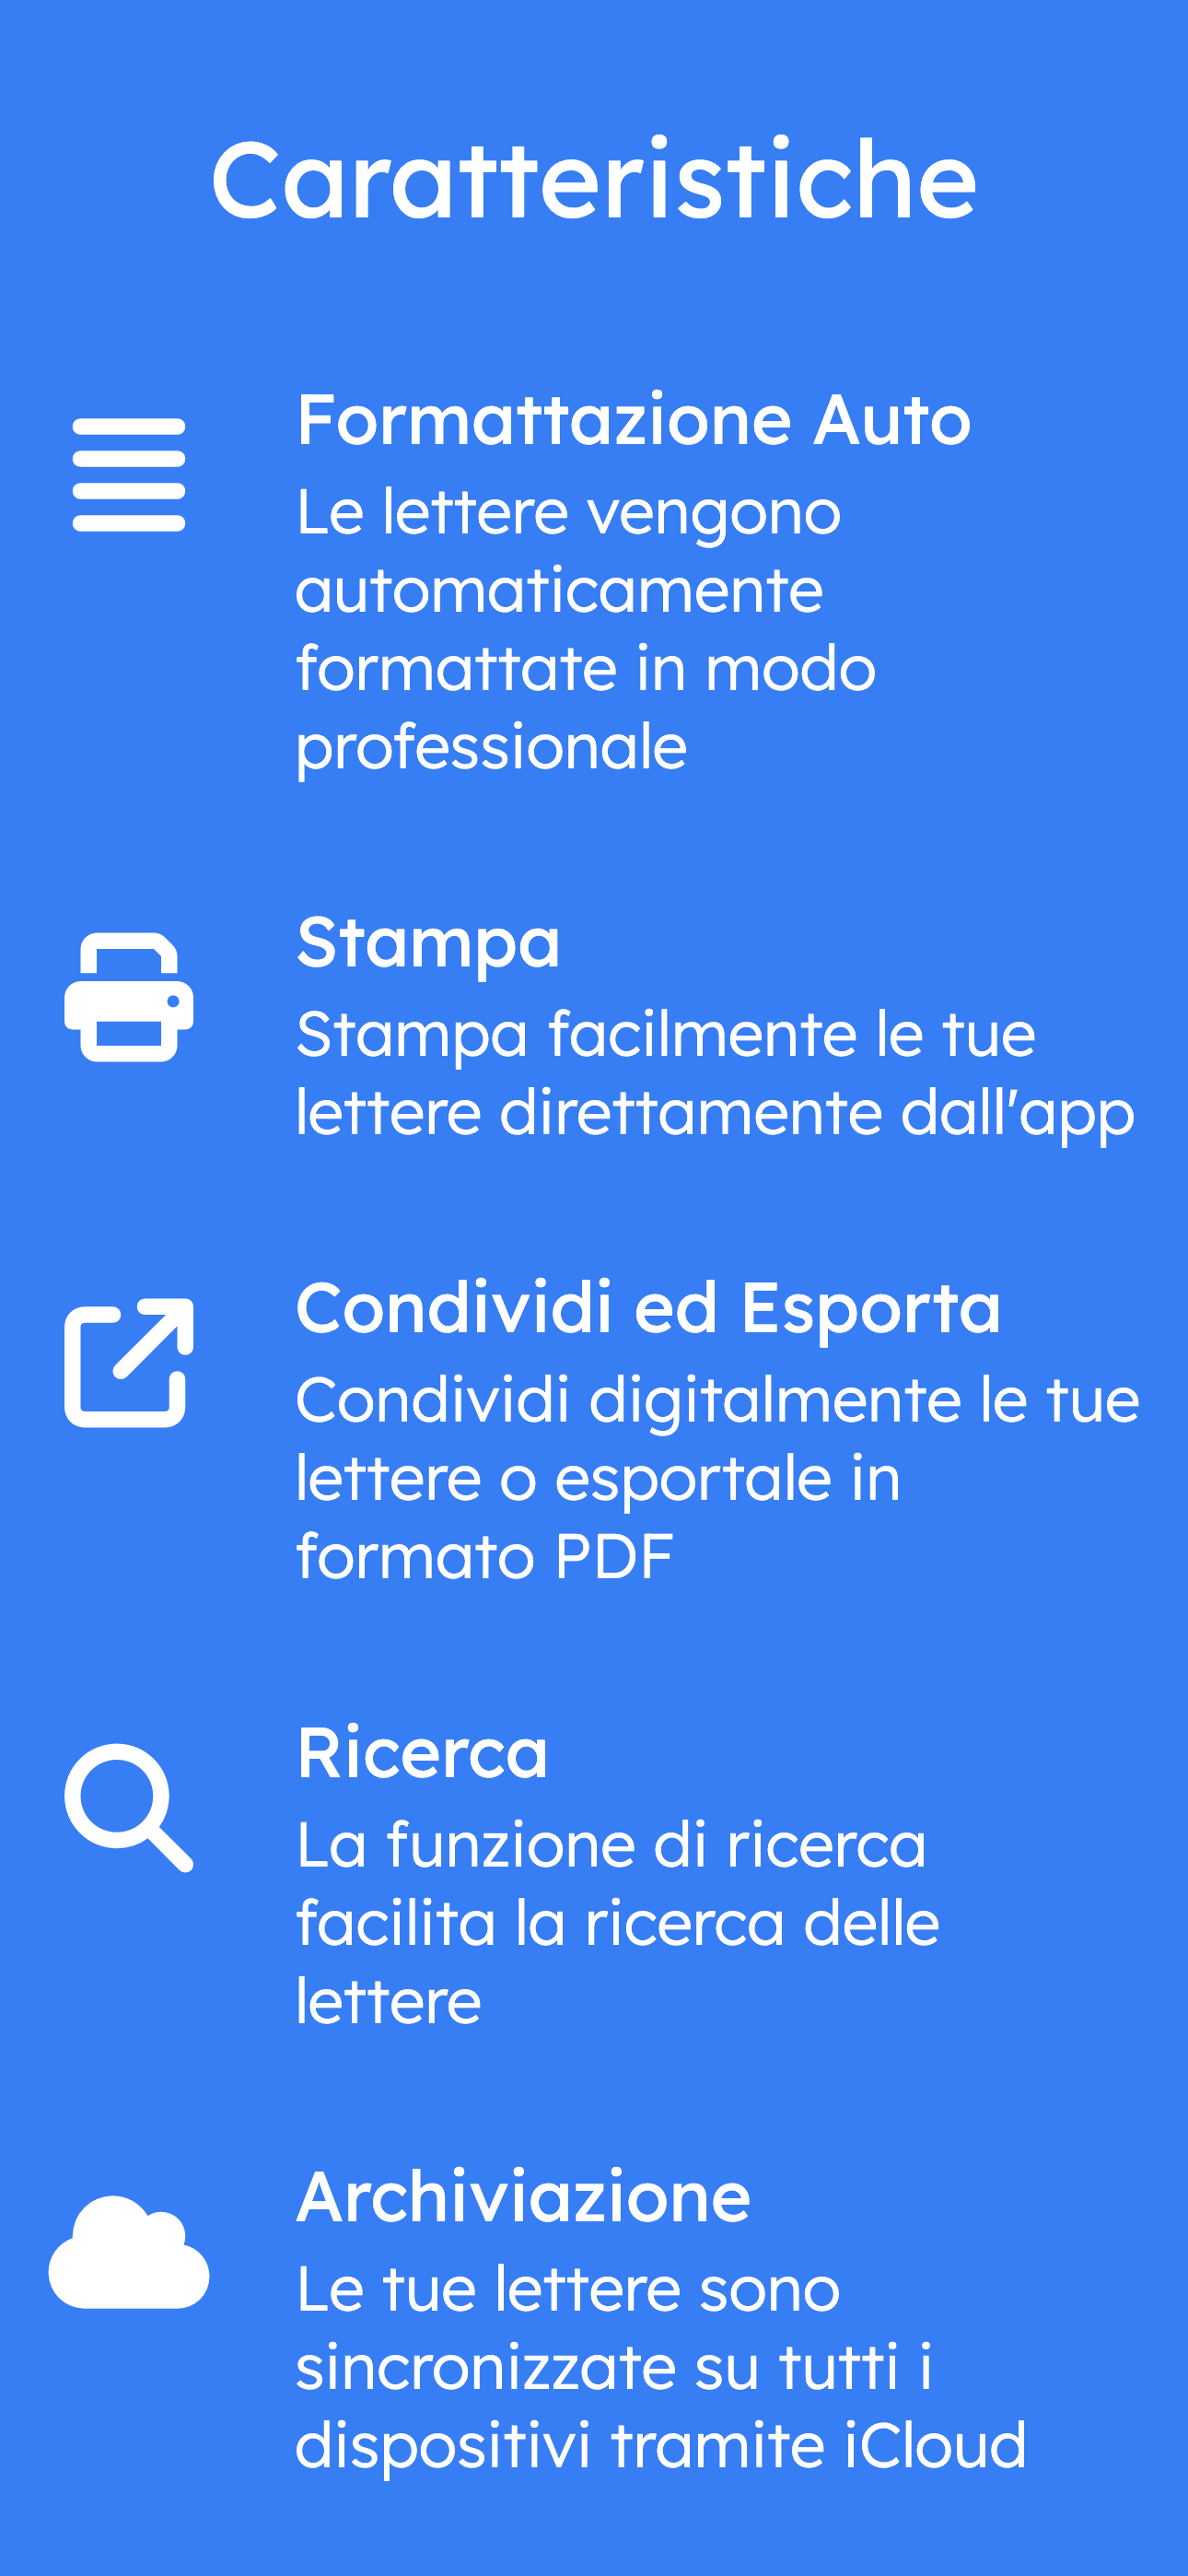 Caratteristiche
Formattazione Auto
Le lettere vengono
automaticamente
formattate in modo
professionale
Stampa
Stampa facilmente le tue
lettere direttamente dall'app
Condividi ed Esporta
Condividi digitalmente le tue
lettere o esportale in
formato PDF
Ricerca
La funzione di ricerca
facilita la ricerca delle
lettere
Archiviazione
Le tue lettere sono
sincronizzate su tutti i
dispositivi tramite iCloud